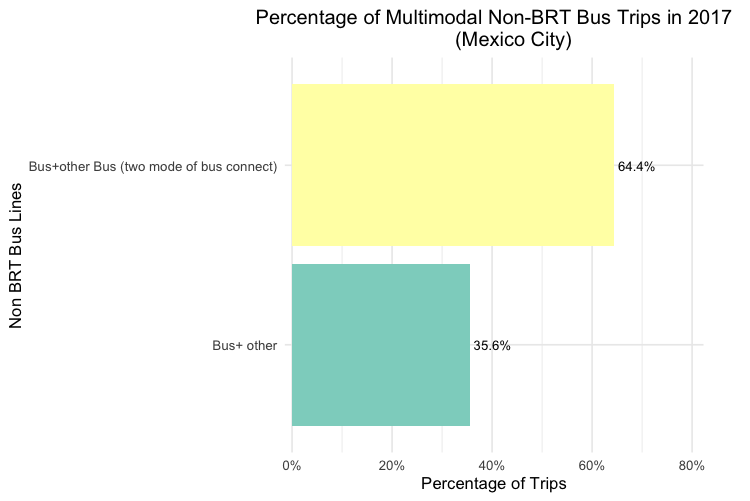 Percentage of Multimodal Non-BRT Bus Trips in 2017
(Mexico City)
Non BRT Bus Lines
Bus+other Bus (two mode of bus connect)
64.4%
Bus+ other
35.6%
0%
20%
40%
60%
80%
Percentage of Trips